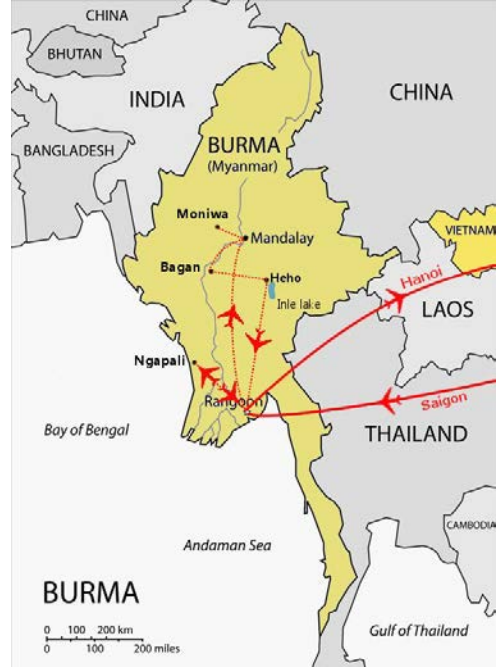 CHINA
BHUTAN
INDIA
CHINA
BANGLADESH
BURMA
(Myanmar)
Moniwa
Mandalay
VIETNAM
Bagan
Heho
Hanoi
Inle lake
LAOS
Ngapali
Rangoon
Saigon
Bay of Bengal
THAILAND
CAMBODIA
Andaman Sea
BURMA
Gulf of Thailand
0 100 200 km
0 100 200 miles